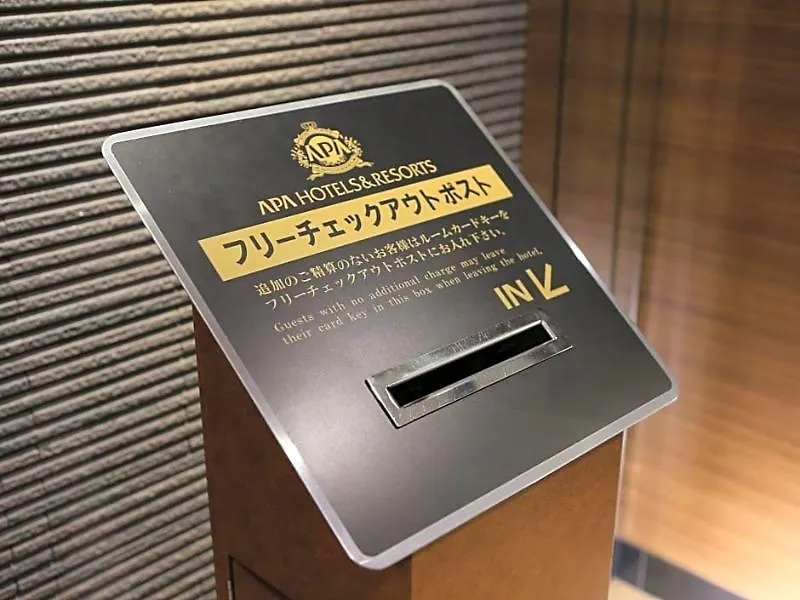 APA
APA HOTELS&RESORTS
フリーチェックアウトポスト
追加のご精算のないお客様はルームカードキーを
フリーチェックアウトポストにお入れ下さい。
Guests with no additional charge may leave
their card key in this box when leaving the hotel.
IN